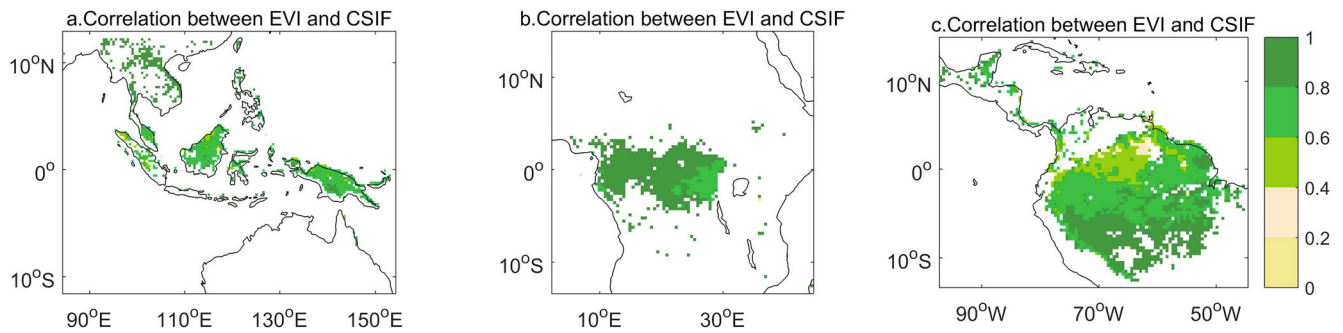 a.Correlation between EVI and CSIF
10°N
0°
10°S
90°E 110°E 130°E 150°E
b.Correlation between EVI and CSIF
10°N
0°
10°S
10°E 30°E
c.Correlation between EVI and CSIF
10°N
0°
10°S
90°W 70°W 50°W
1
0.8
0.6
0.4
0.2
0